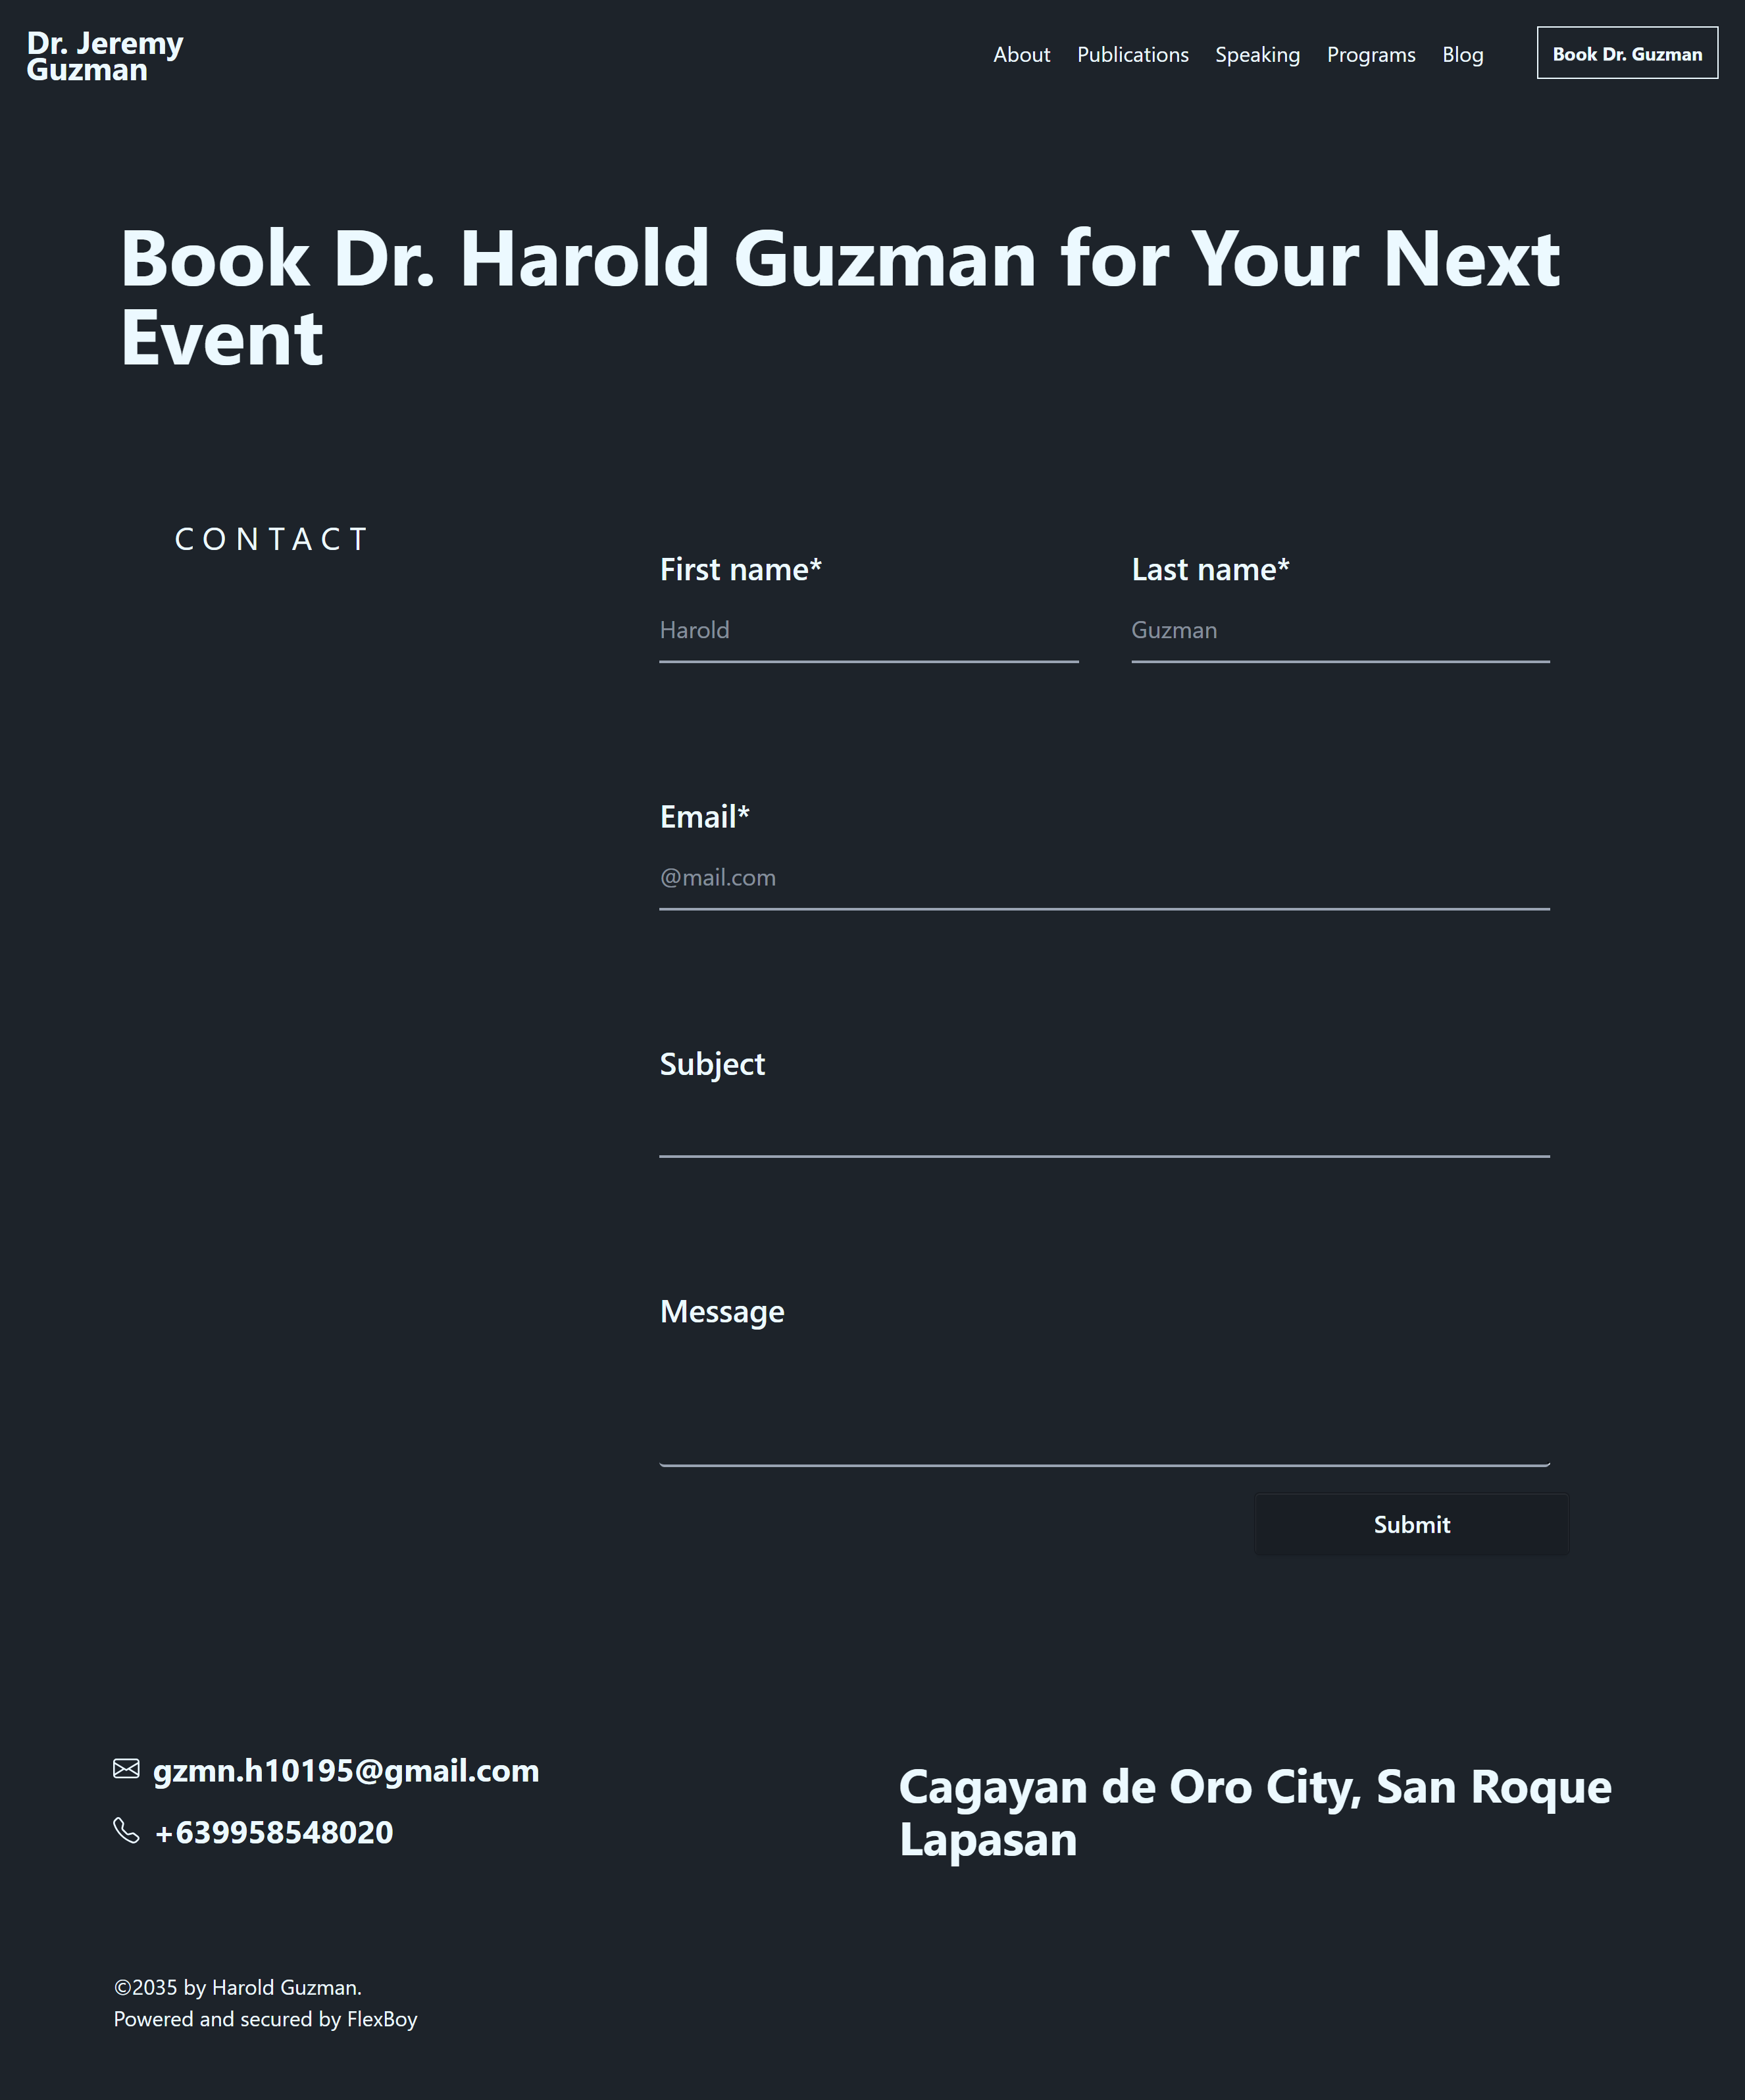 Dr. Jeremy
Guzman
About
Publications
Speaking
Programs
Blog
Book Dr. Guzman
Book Dr. Harold Guzman for Your Next
Event
CONTACT
First name*
Last name*
Harold
Guzman
Email*
@mail.com
Subject
Message
Submit
gzmn.h10195@gmail.com
+639958548020
Cagayan de Oro City, San Roque
Lapasan
©2035 by Harold Guzman.
Powered and secured by FlexBoy